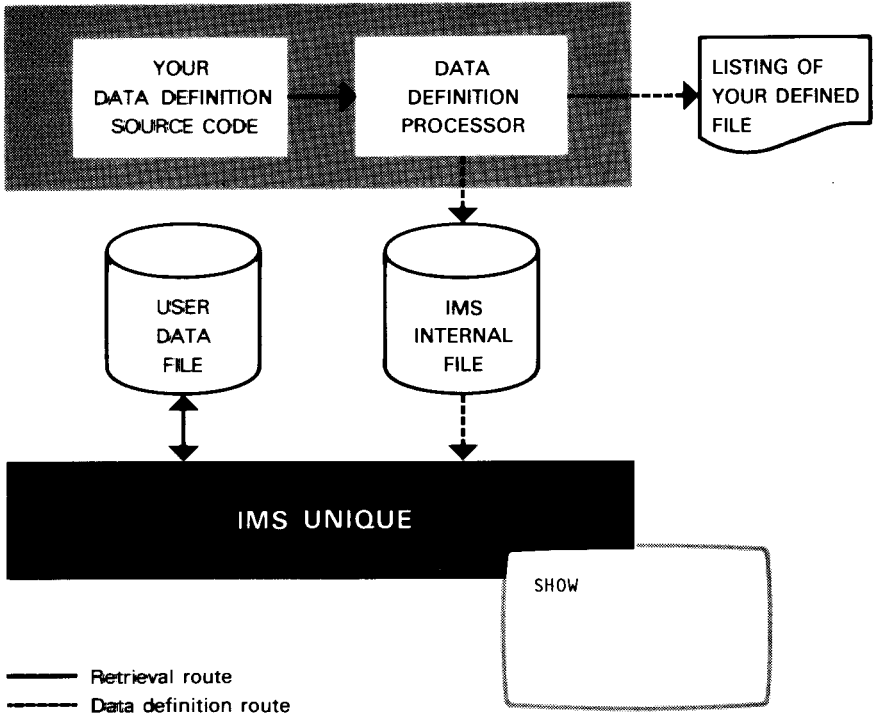 YOUR
DATA DEFINITION
SOURCE CODE
DATA
DEFINITION
PROCESSOR
LISTING OF
YOUR DEFINED
FILE
USER
DATA
FILE
IMS
INTERNAL
FILE
IMS UNIQUE
SHOW
Retrieval route
Data definition route